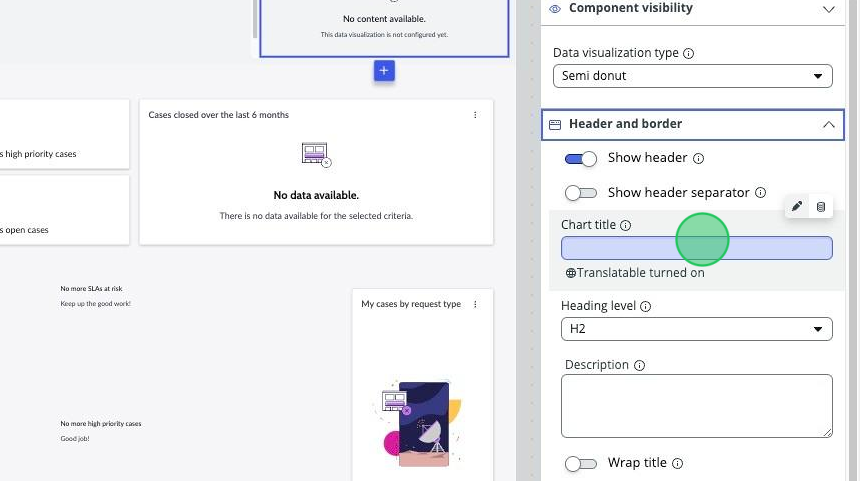 No content available.
This data visualization is not configured yet.
+
s high priority cases
s open cases
Cases closed over the last 6 months
No data available.
There is no data available for the selected criteria.
No more SLAs at risk.
Keep up the good work!
No more high priority cases
Good job!
My cases by request type
Component visibility
Data visualization type
Semi donut
Header and border
Show header
Show header separator
Chart title
Translatable turned on
Heading level
H2
Description
Wrap title